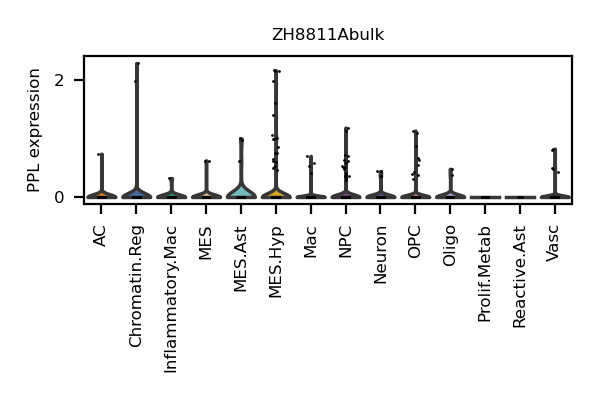 ZH8811Abulk
PPL expression
2
0
AC
Chromatin.Reg
Inflammatory.Mac
MES
MES.Ast
MES.Hyp
Mac
NPC
Neuron
OPC
Oligo
Prolif.Metab
Reactive.Ast
Vasc